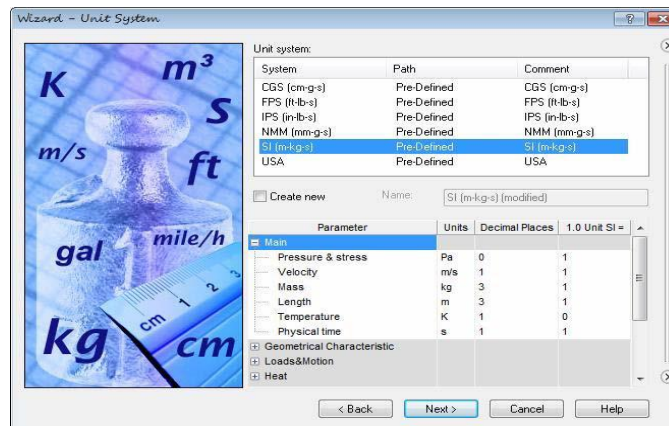 Wizard - Unit System
K
m³
S
m/s
ft
gal
mile/h
cm 1 2 3
kg
cm
Unit system:
System Path Comment
CGS (cm-g-s) Pre-Defined CGS (cm-g-s)
FPS (ft-lb-s) Pre-Defined FPS (ft-lb-s)
IPS (in-lb-s) Pre-Defined IPS (in-lb-s)
NMM (mm-g-s) Pre-Defined NMM (mm-g-s)
SI (m-kg-s) Pre-Defined SI (m-kg-s)
USA Pre-Defined USA
Create new Name: SI (m-kg-s) (modified)
Parameter Units Decimal Places 1.0 Unit SI =
Main
Pressure & stress Pa 0 1
Velocity m/s 1 1
Mass kg 3 1
Length m 3 1
Temperature K 1 0
Physical time s 1 1
Geometrical Characteristic
Loads&Motion
Heat
< Back Next > Cancel Help